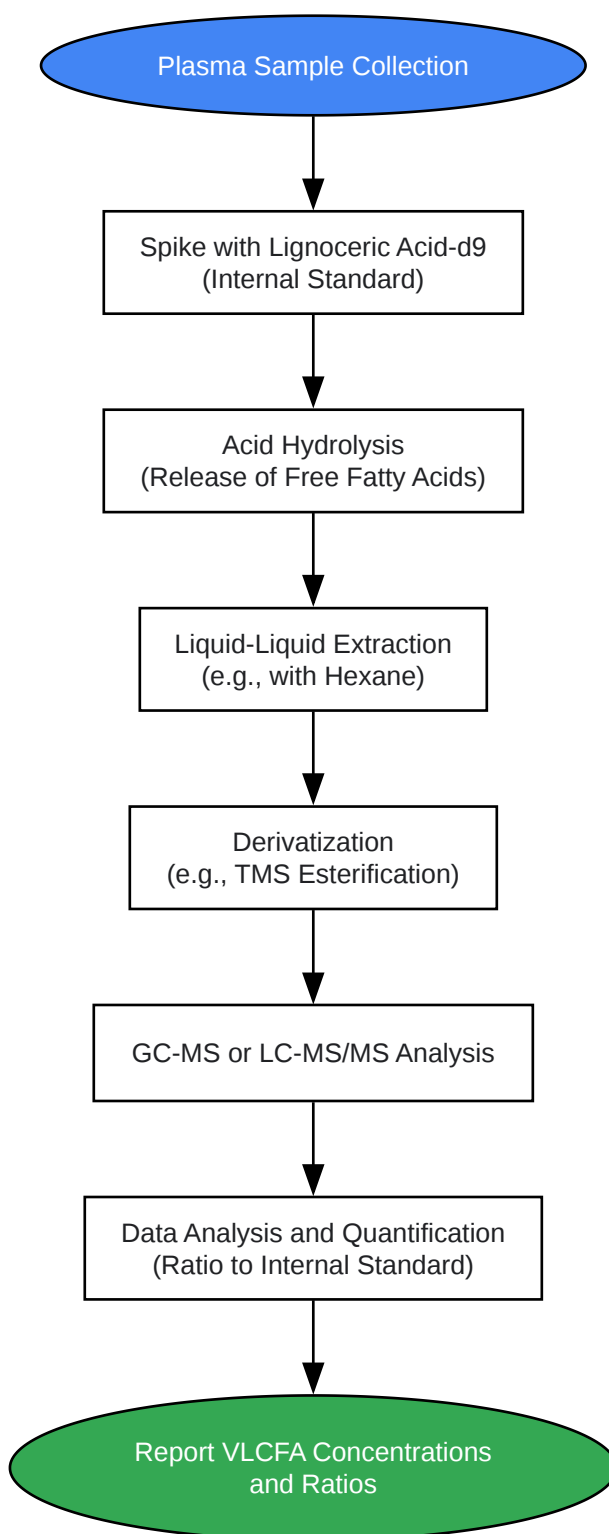 Plasma Sample Collection
Spike with Lignoceric Acid-d9
(Internal Standard)
Acid Hydrolysis
(Release of Free Fatty Acids)
Liquid-Liquid Extraction
(e.g., with Hexane)
Derivatization
(e.g., TMS Esterification)
GC-MS or LC-MS/MS Analysis
Data Analysis and Quantification
(Ratio to Internal Standard)
Report VLCFA Concentrations
and Ratios